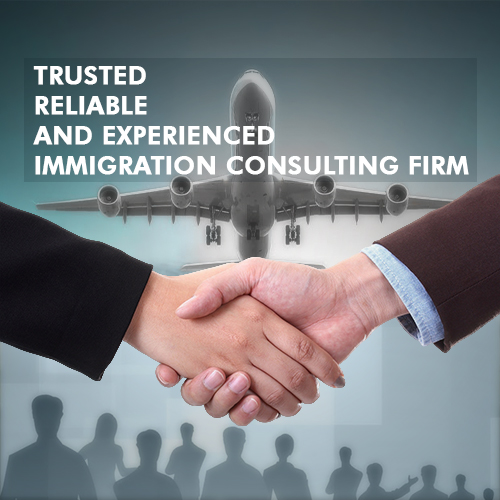 TRUSTED
RELIABLE
AND EXPERIENCED
IMMIGRATION CONSULTING FIRM